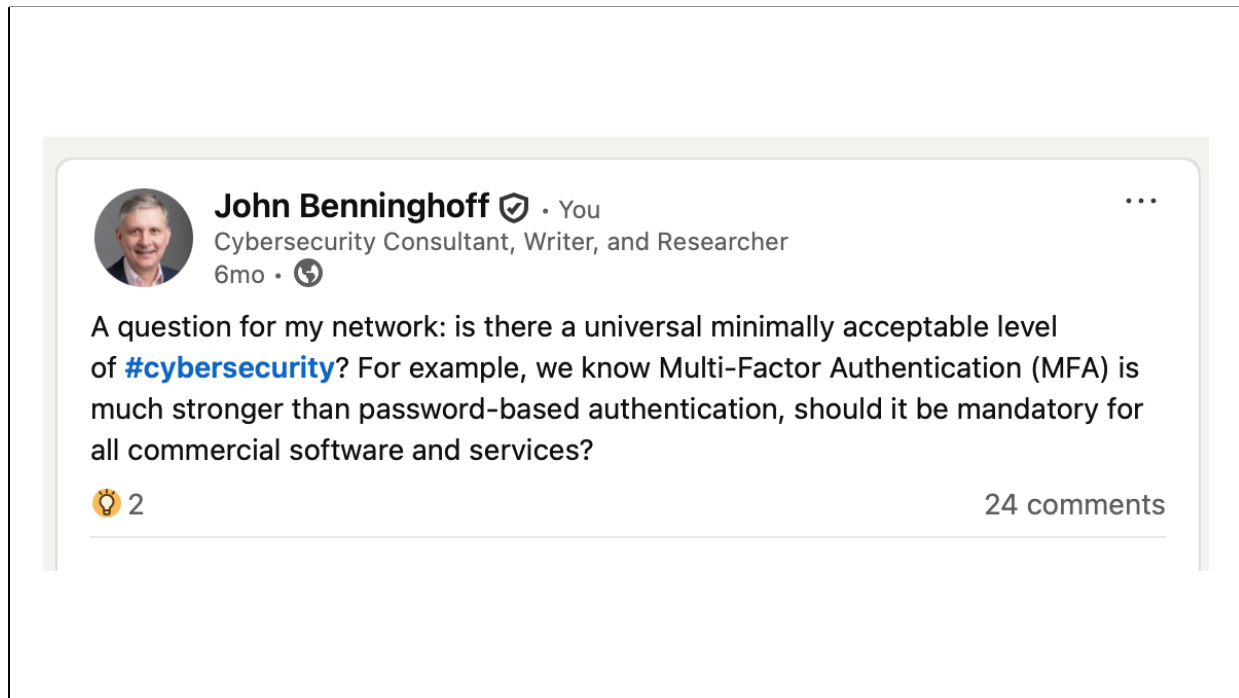 John Benninghoff • You
Cybersecurity Consultant, Writer, and Researcher
6mo •
A question for my network: is there a universal minimally acceptable level
of #cybersecurity? For example, we know Multi-Factor Authentication (MFA) is
much stronger than password-based authentication, should it be mandatory for
all commercial software and services?
2
24 comments